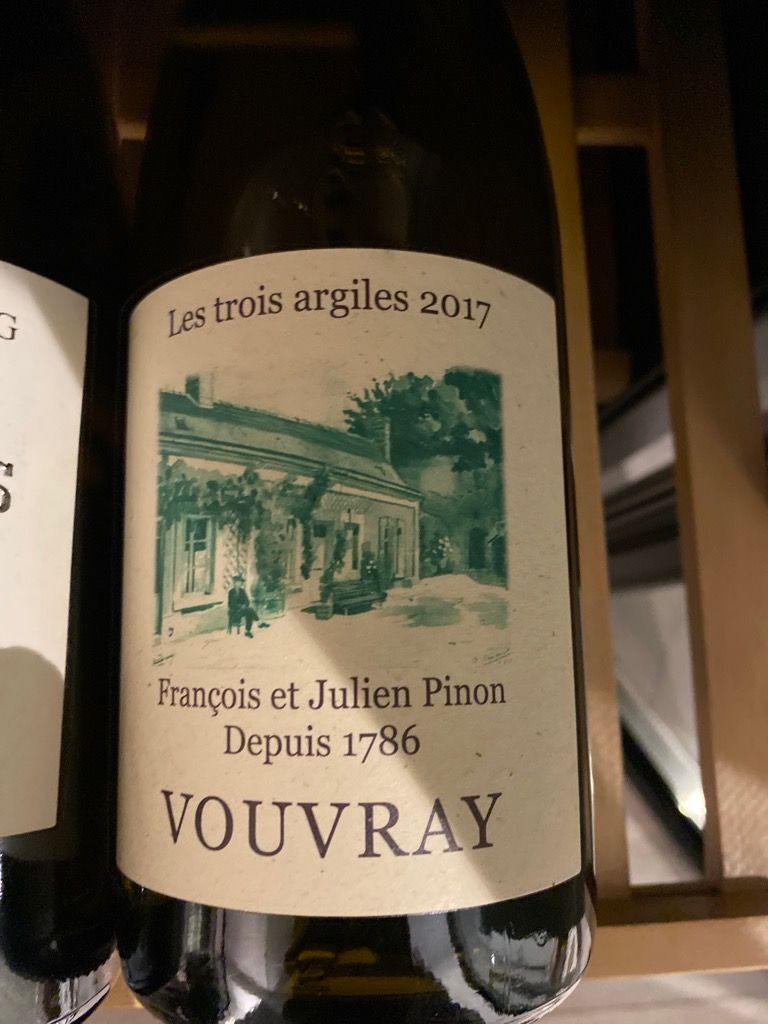 Les trois argiles 2017
François et Julien Pinon
Depuis 1786
VOUVRAY
G
S